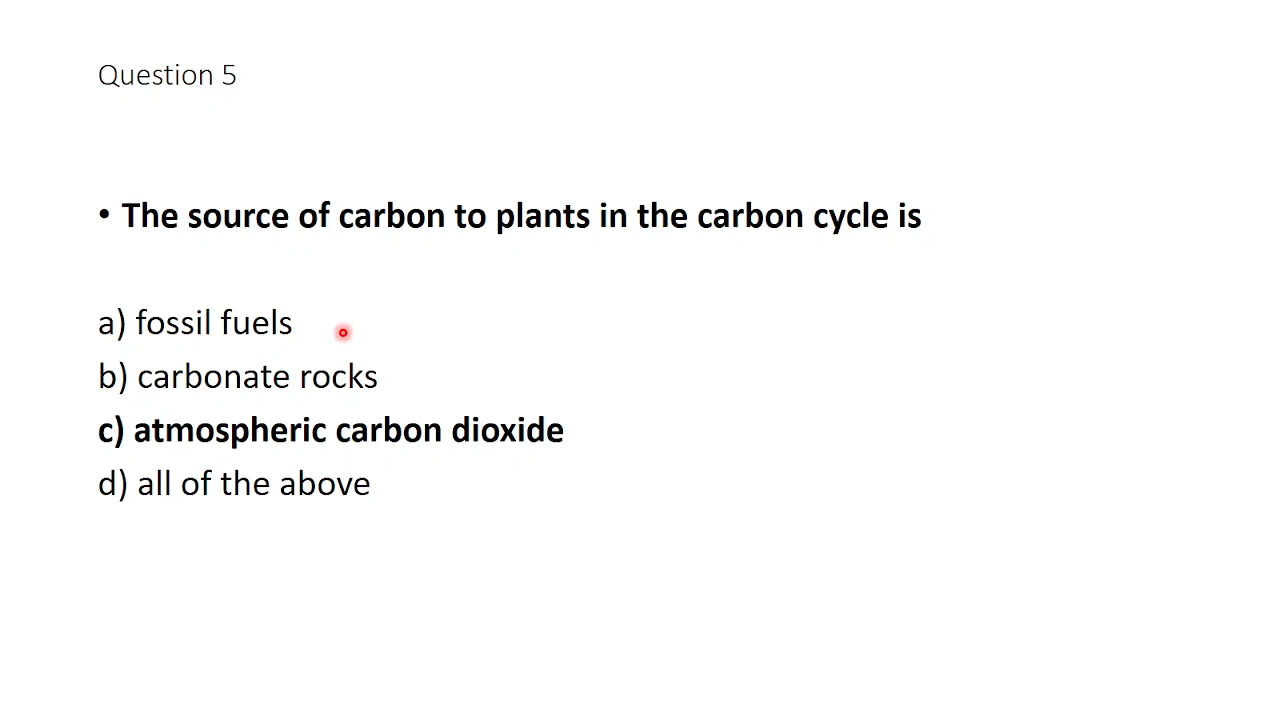 Question 5
• The source of carbon to plants in the carbon cycle is
a) fossil fuels
b) carbonate rocks
c) atmospheric carbon dioxide
d) all of the above